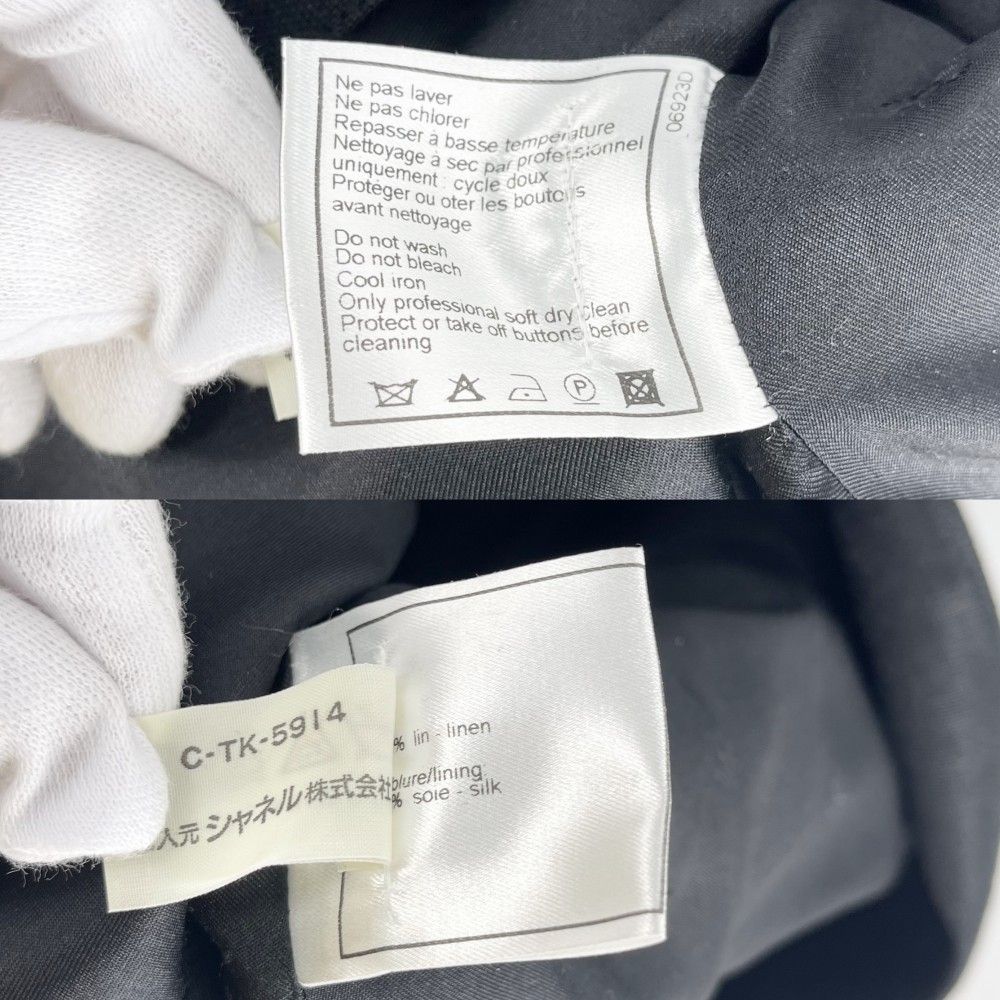 Ne pas laver
Ne pas chlorer
Repasser à basse temperature
Nettoyage à sec par professionnel
uniquement : cycle doux
Protéger ou oter les boutons
avant nettoyage
Do not wash
Do not bleach
Cool iron
Only professional soft dry clean
Protect or take off buttons before
cleaning
P
06923D
C-TK-5914
入元 シャネル株式会社
% lin - linen
blure/lining:
% soie - silk